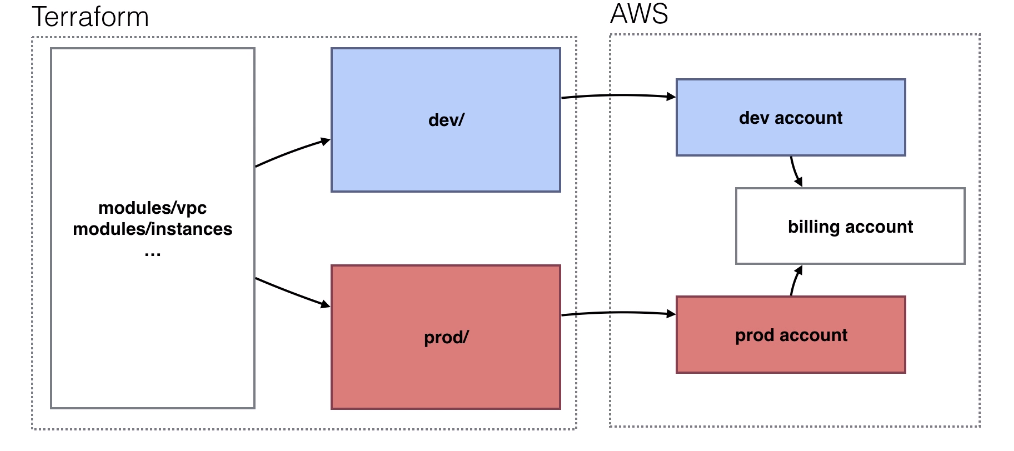 Terraform
AWS
modules/vpc
modules/instances
...
dev/
prod/
dev account
billing account
prod account